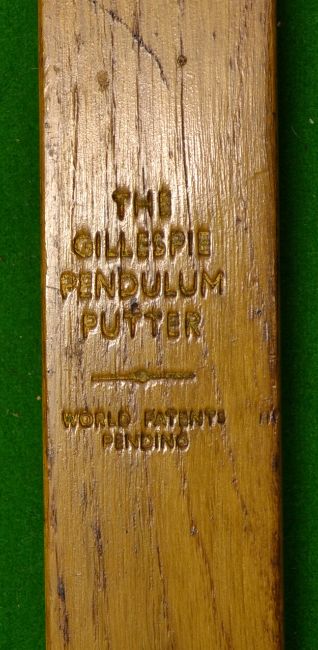 THE
GILLESPIE
PENDULUM
PUTTER
WORLD PATENTS
PENDING